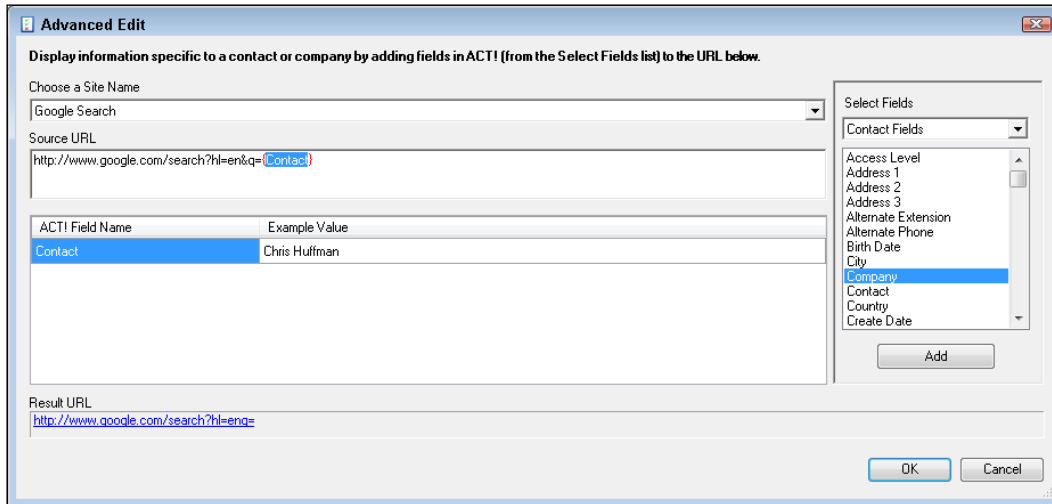 Advanced Edit
Display information specific to a contact or company by adding fields in ACT! (from the Select Fields list) to the URL below.
Choose a Site Name
Google Search
Source URL
http://www.google.com/search?hl=en&q={Contact}
ACT! Field Name Example Value
Contact Chris Huffman
Select Fields
Contact Fields
Access Level
Address 1
Address 2
Address 3
Alternate Extension
Alternate Phone
Birth Date
City
Company
Contact
Country
Create Date
Add
Result URL
http://www.google.com/search?hl=enq=
OK Cancel